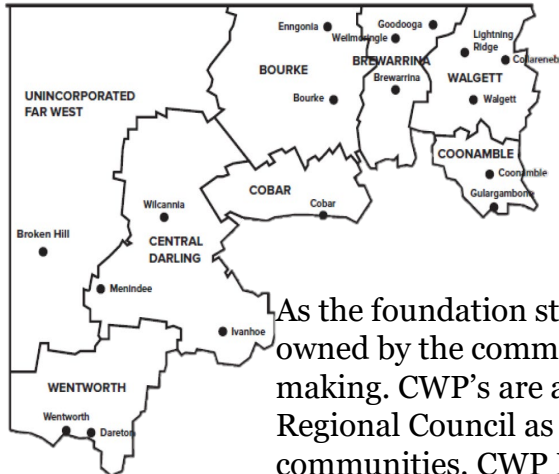 Enngonia
Goodooga
Weilmoringle
Lightning
Ridge
Collareneb
BOURKE
BREWARRINA
Brewarrina
WALGETT
Bourke
Walgett
UNINCORPORATED
FAR WEST
COONAMBLE
Coonamble
Gulargambone
COBAR
Cobar
Wilcannia
Broken Hill
CENTRAL
DARLING
Menindee
Ivanhoe
WENTWORTH
Wentworth
Dareton
As the foundation st
owned by the comm
making. CWP’s are a
Regional Council as
communities. CWP